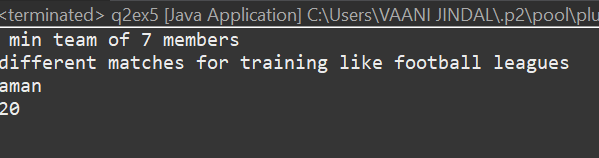 <terminated> q2ex5 [Java Application] C:\Users\VAANI JINDAL\.p2\pool\plu
min team of 7 members
different matches for training like football leagues
aman
20